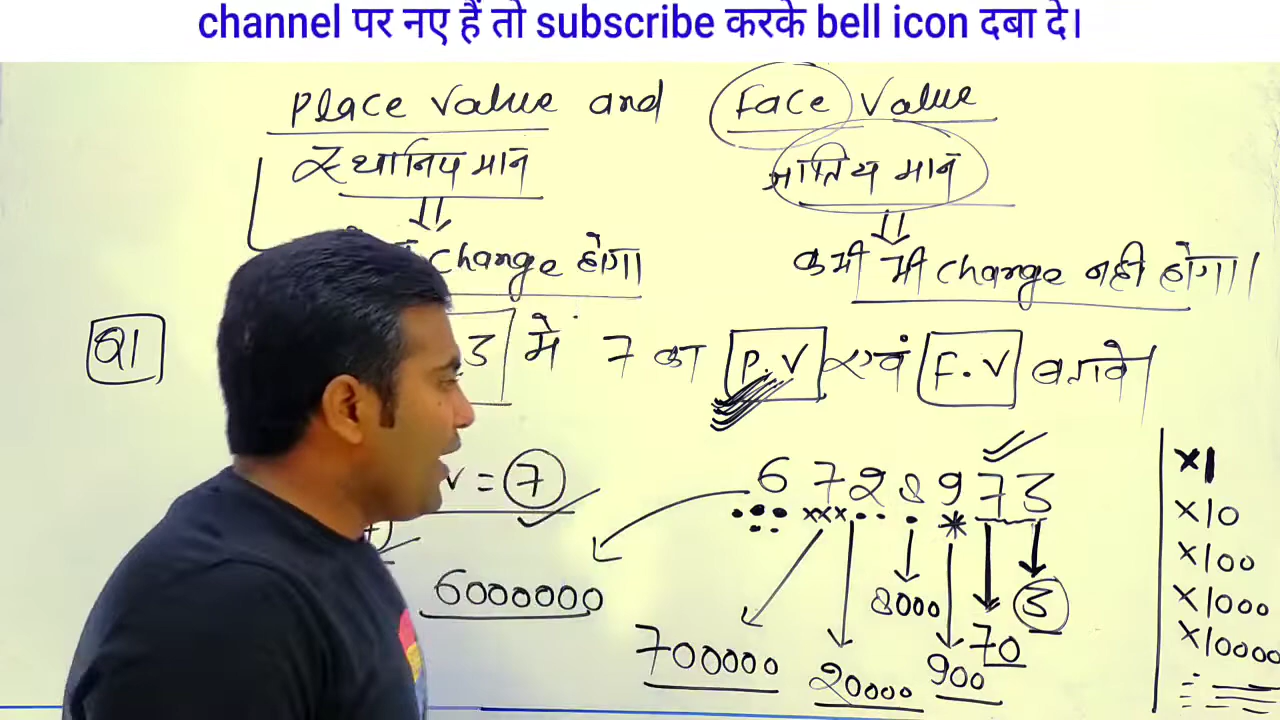 channel पर नए हैं तो subscribe करके bell icon दबा दे।
Place Value and Face Value
स्थानिय मान जातिय मान
change होगा कभी भी change नही होगा।
Q1 3 में 7 का P.V एवं F.V बतावे।
V = 7 6728973 ×1
×10
×100
6000000 8000 3 ×1000
700000 20000 900 70 ×10000